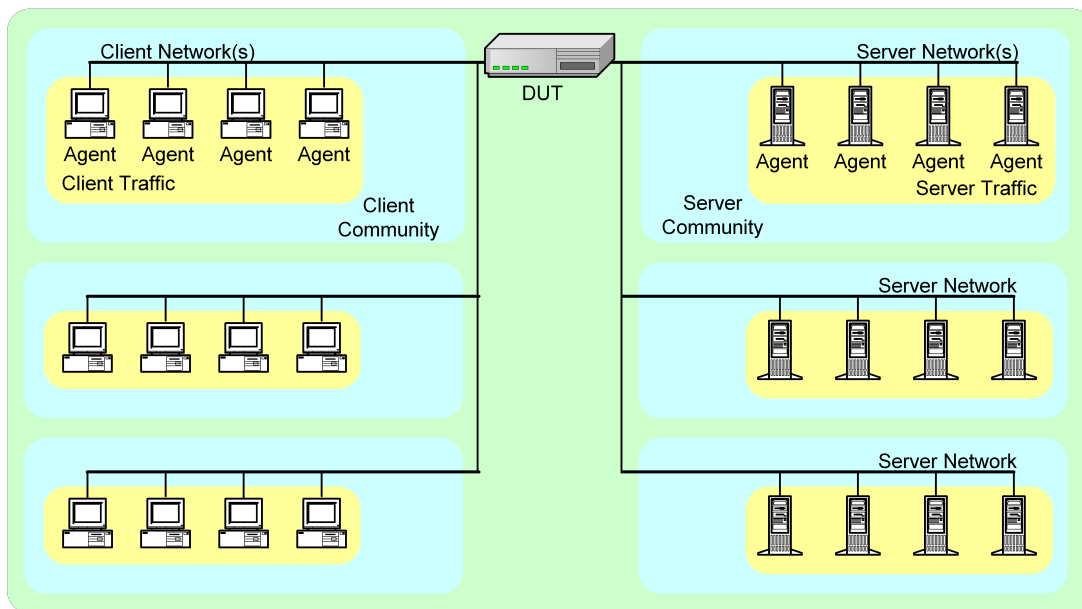 Client Network(s)
Server Network(s)
DUT
Agent Agent Agent Agent
Client Traffic
Client
Community
Agent Agent Agent Agent
Server Traffic
Server
Community
Server Network
Server Network